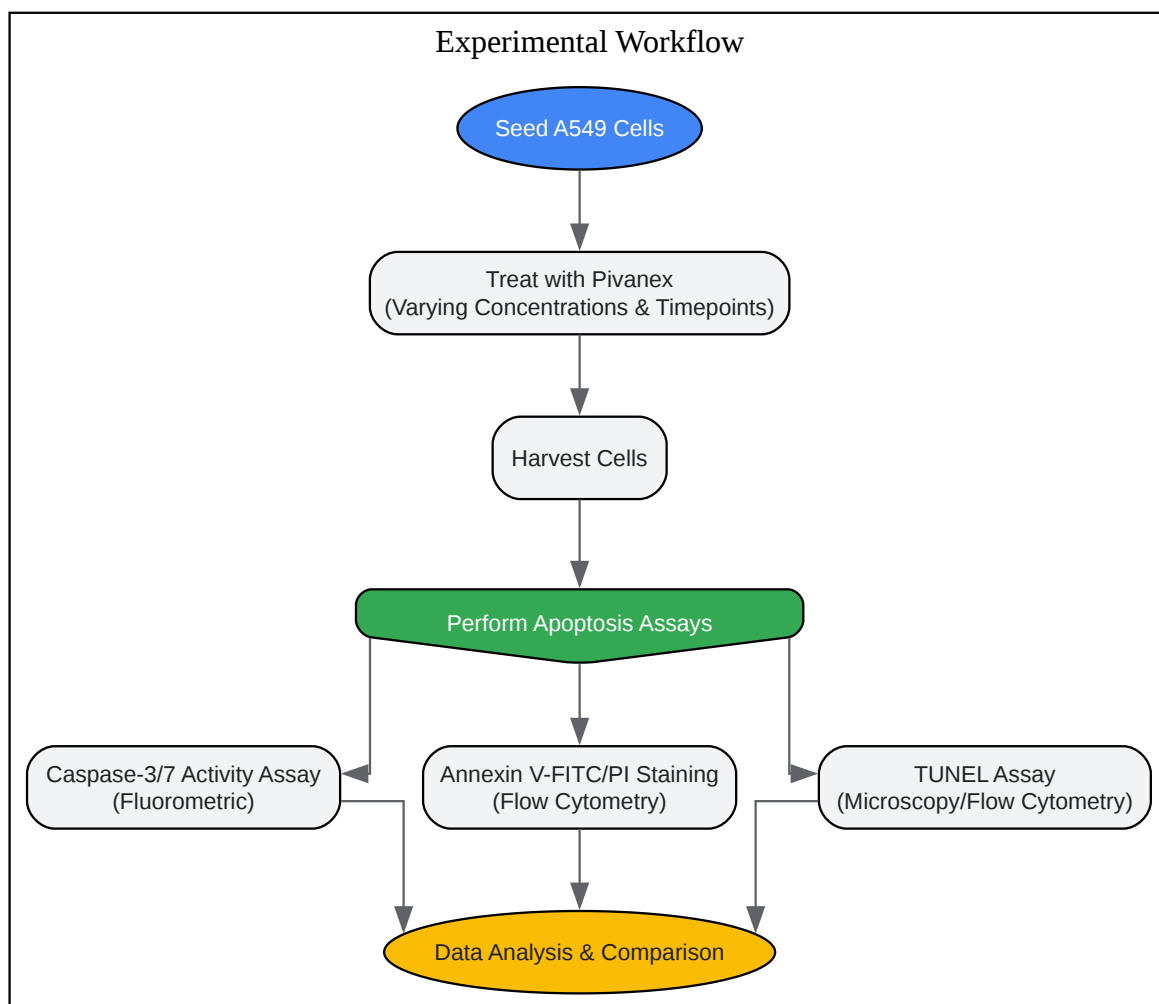 Experimental Workflow
Seed A549 Cells
Treat with Pivanex
(Varying Concentrations & Timepoints)
Harvest Cells
Perform Apoptosis Assays
Caspase-3/7 Activity Assay
(Fluorometric)
Annexin V-FITC/PI Staining
(Flow Cytometry)
TUNEL Assay
(Microscopy/Flow Cytometry)
Data Analysis & Comparison